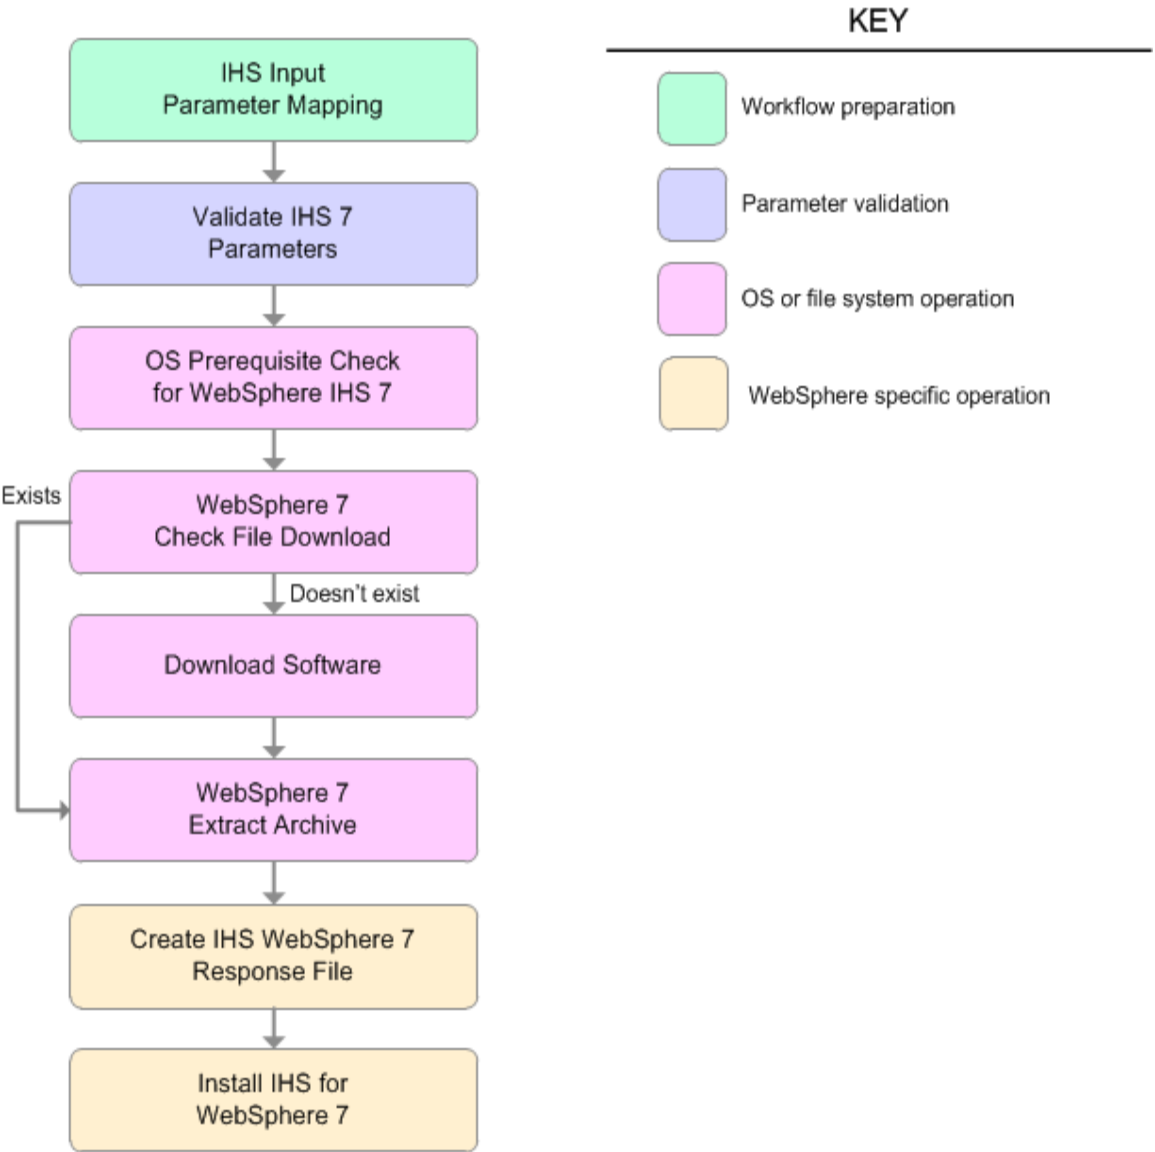 KEY
IHS Input
Parameter Mapping
Workflow preparation
Validate IHS 7
Parameters
Parameter validation
OS or file system operation
OS Prerequisite Check
for WebSphere IHS 7
WebSphere specific operation
Exists
WebSphere 7
Check File Download
Doesn't exist
Download Software
WebSphere 7
Extract Archive
Create IHS WebSphere 7
Response File
Install IHS for
WebSphere 7